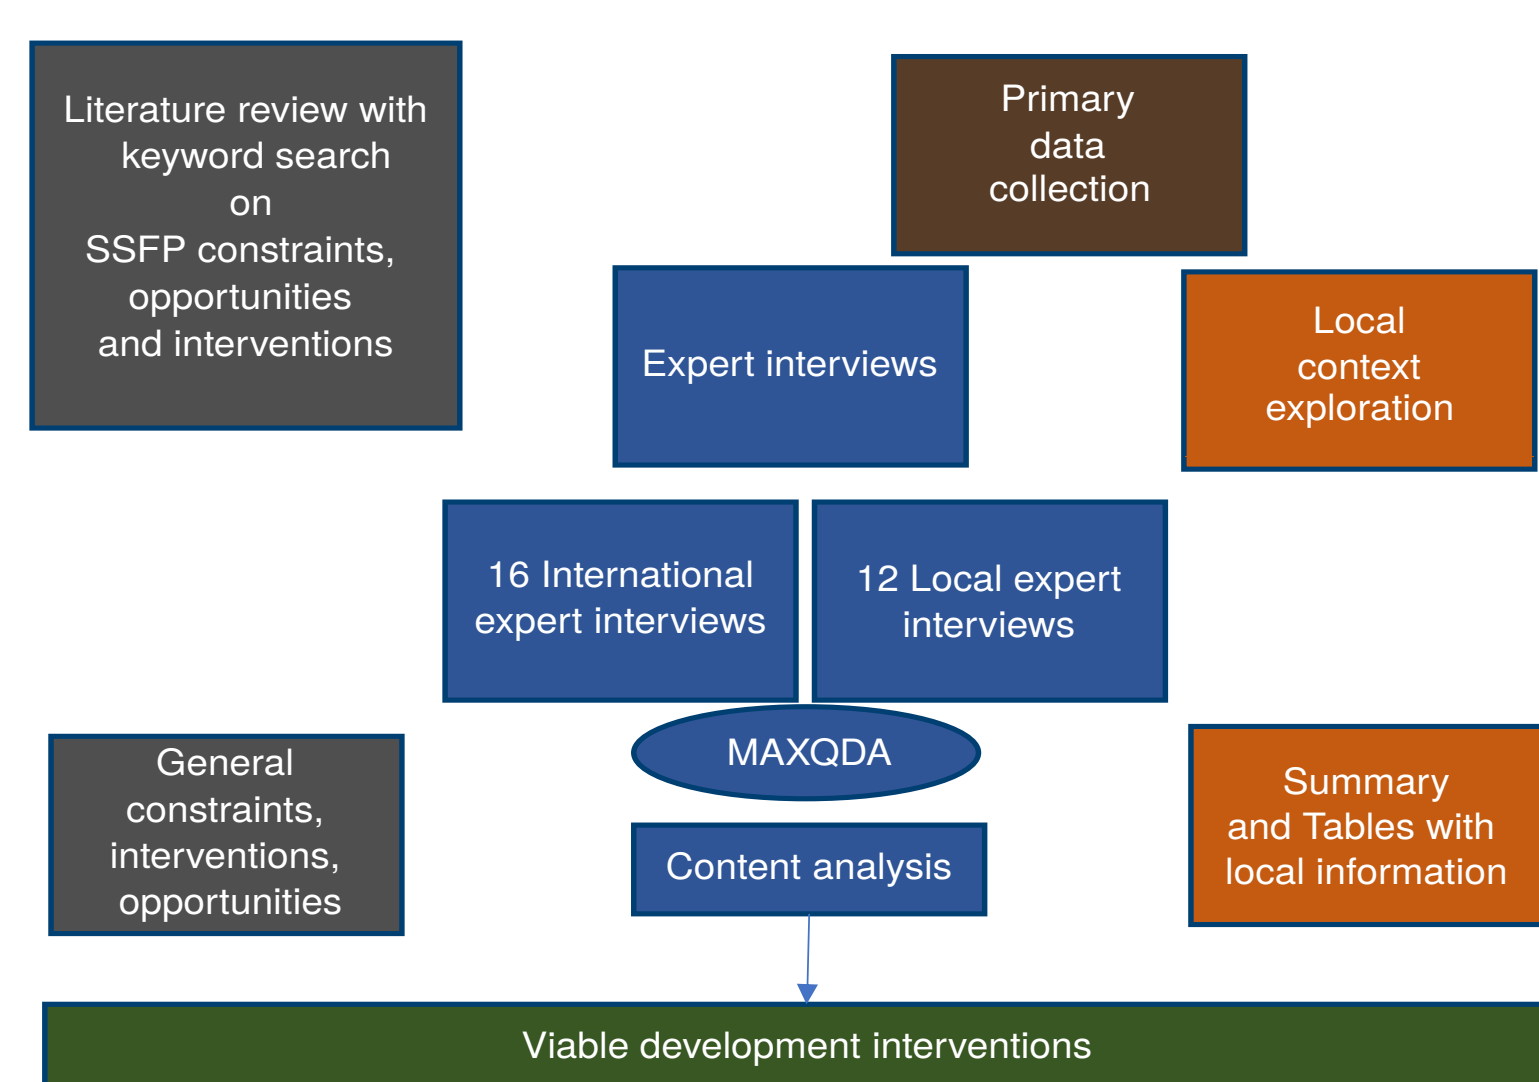 Literature review with
keyword search
on
SSFP constraints,
opportunities
and interventions
Primary
data
collection
Expert interviews
Local
context
exploration
16 International
expert interviews
12 Local expert
interviews
MAXQDA
General
constraints,
interventions,
opportunities
Content analysis
Summary
and Tables with
local information
Viable development interventions